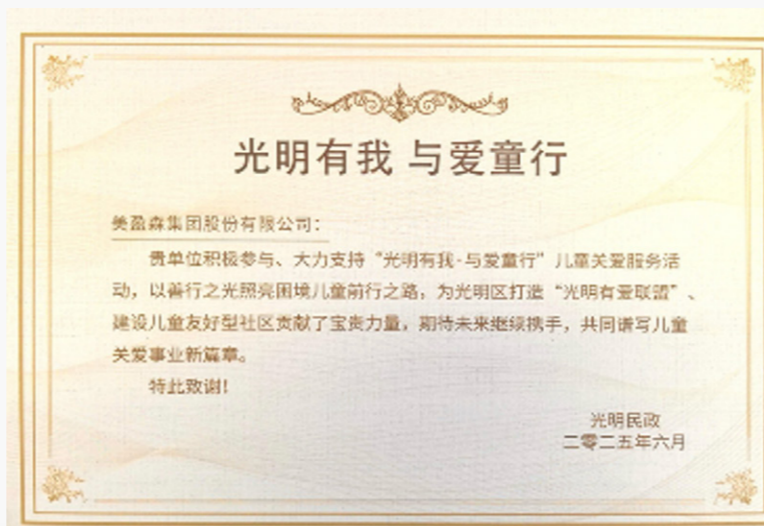 光明有我 与爱童行
美盈森集团股份有限公司：
贵单位积极参与、大力支持“光明有我·与爱童行”儿童关爱服务活
动，以善行之光照亮困境儿童前行之路，为光明区打造“光明有爱联盟”、
建设儿童友好型社区贡献了宝贵力量，期待未来继续携手，共同谱写儿童
关爱事业新篇章。
特此致谢！
光明民政
二零二五年六月